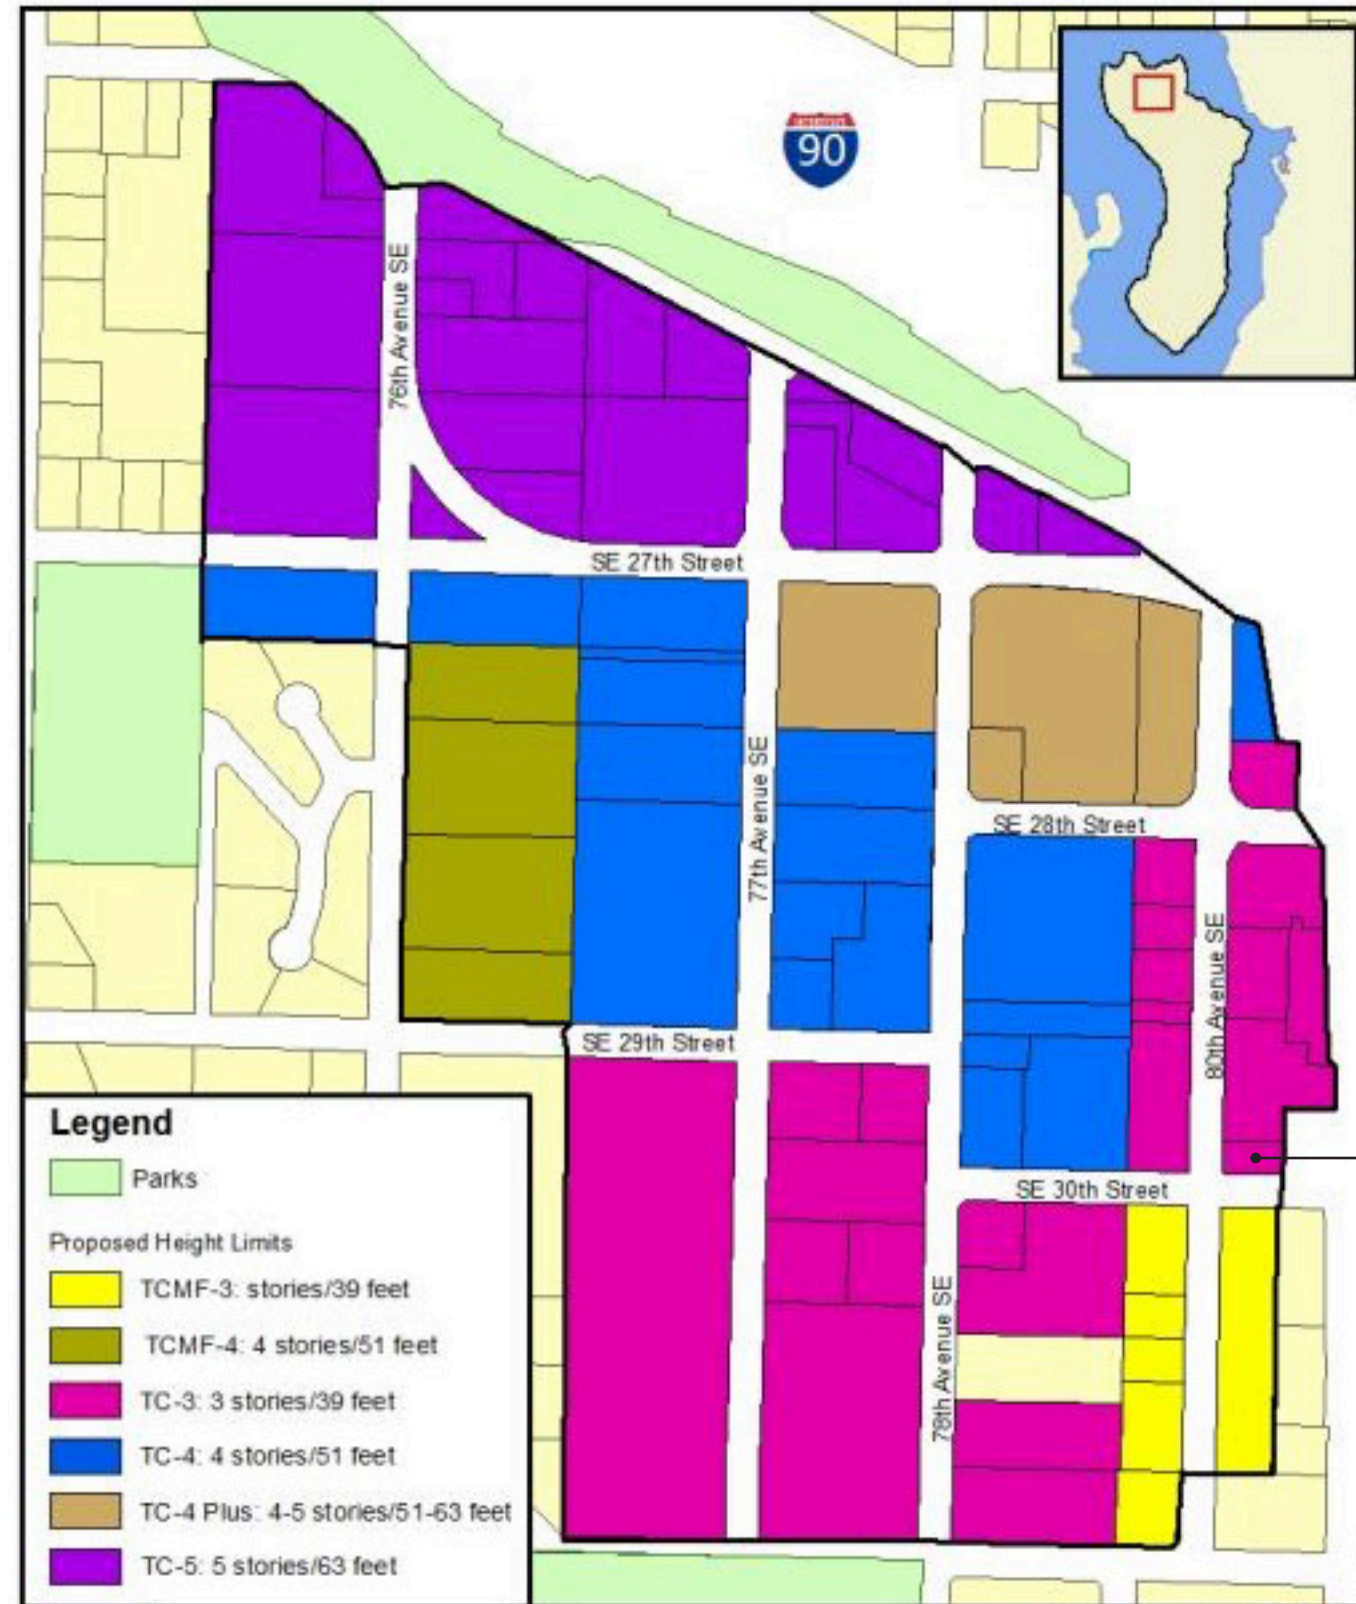 90
76th Avenue SE
SE 27th Street
77th Avenue SE
SE 28th Street
80th Avenue SE
SE 29th Street
SE 30th Street
78th Avenue SE
Legend
Parks
Proposed Height Limits
TCMF-3: stories/39 feet
TCMF-4: 4 stories/51 feet
TC-3: 3 stories/39 feet
TC-4: 4 stories/51 feet
TC-4 Plus: 4-5 stories/51-63 feet
TC-5: 5 stories/63 feet